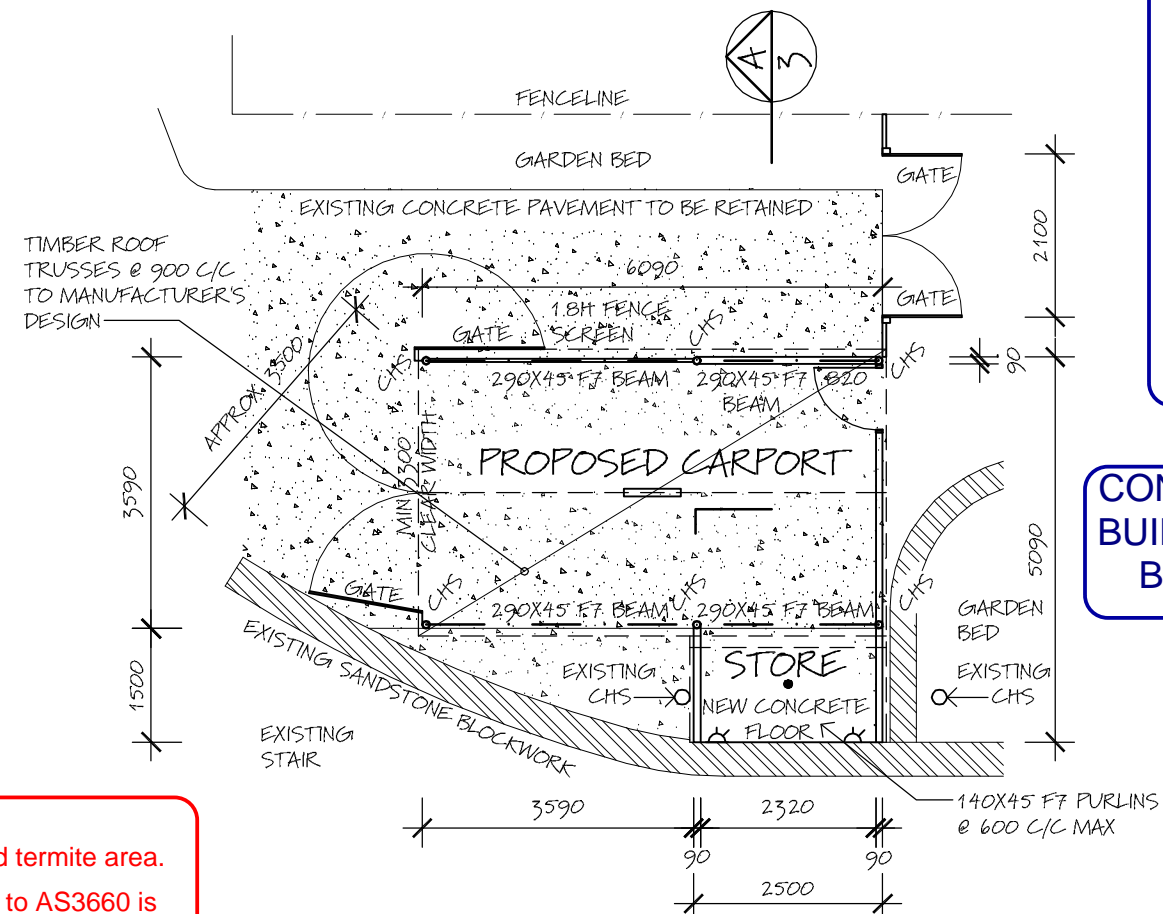 A
3
FENCELINE
GARDEN BED
GATE
EXISTING CONCRETE PAVEMENT TO BE RETAINED
TIMBER ROOF
TRUSSES @ 900 C/C
TO MANUFACTURER'S
DESIGN
2100
6090
GATE
1.8H FENCE
SCREEN
CHS
GATE
CHS
CHS
90
APPROX. 3500
290X45 F7 BEAM
290X45 F7
BEAM
820
MIN 3300
CLEAR WIDTH
PROPOSED CARPORT
3590
CON
BUIL
B
5090
CHS
CHS
CHS
GATE
290X45 F7 BEAM
290X45 F7 BEAM
GARDEN
BED
EXISTING SANDSTONE BLOCKWORK
1500
STORE
EXISTING
CHS
EXISTING
CHS
NEW CONCRETE
FLOOR
EXISTING
STAIR
140X45 F7 PURLINS
@ 600 C/C MAX
3590
2320
90
90
2500
d termite area.
to AS3660 is